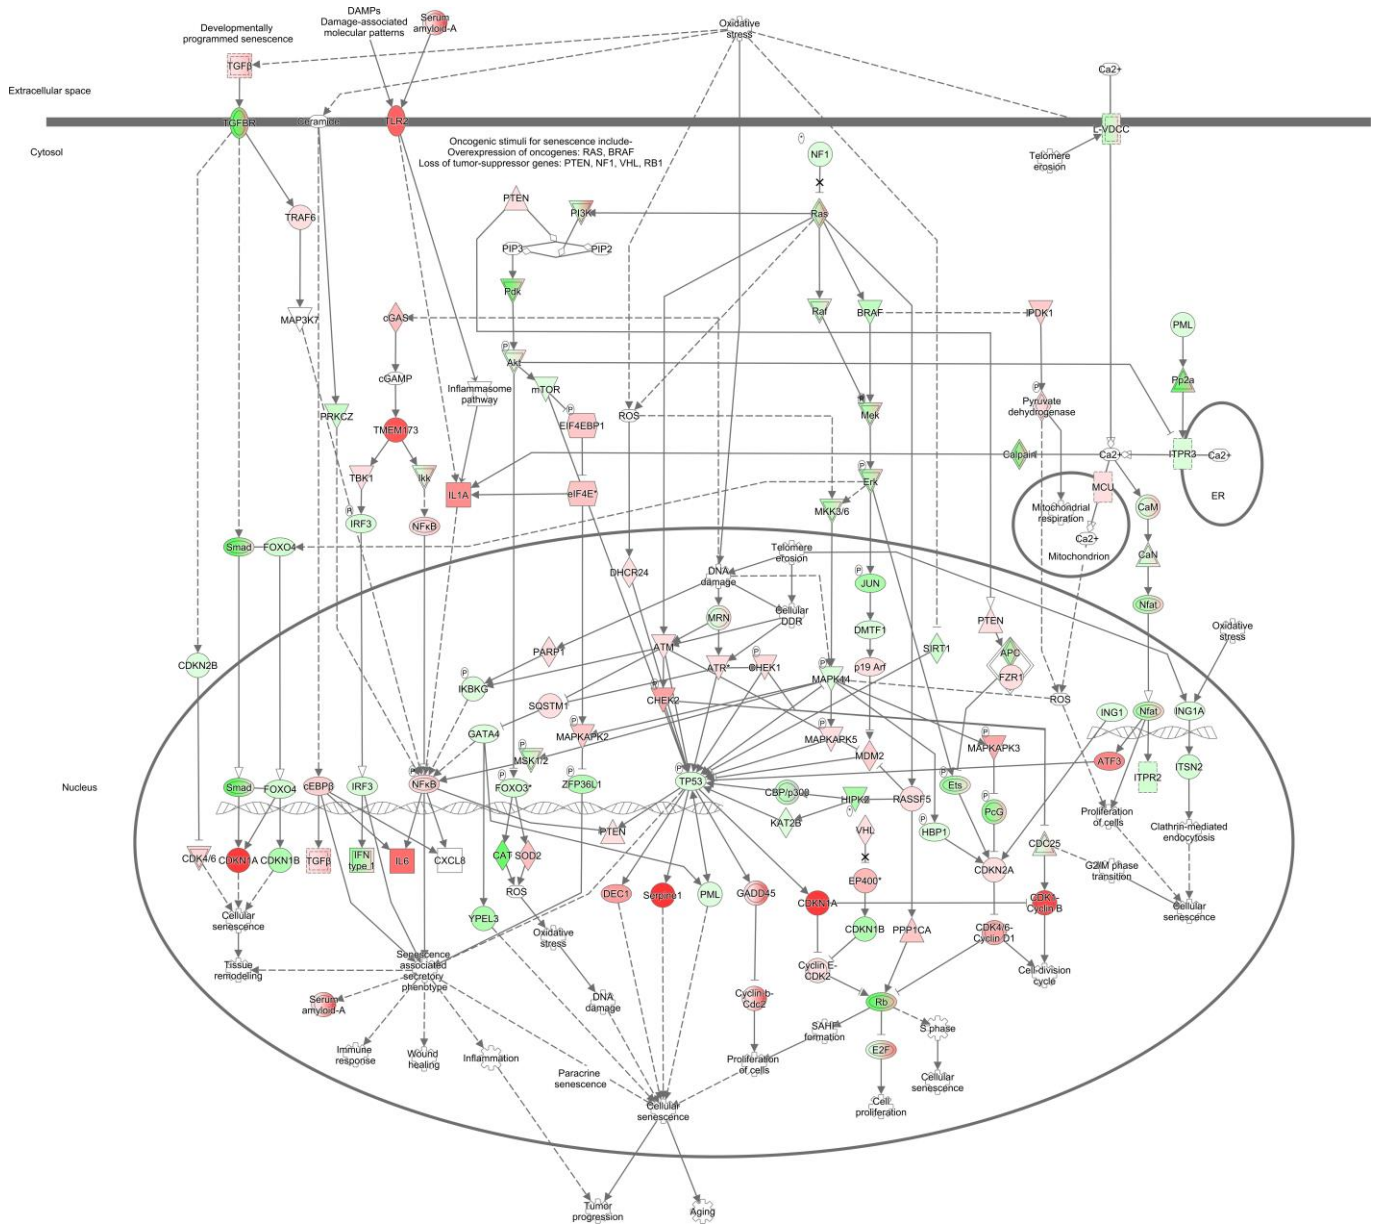 DAMPs
Damage-associated
molecular patterns
Serum
amyloid-A
Oxidative
stress
Developmentally
programmed senescence
TGFβ
Ca2+
Extracellular space
TGFBR
Ceramide
TLR2
L-VDCC
Cytosol
Oncogenic stimuli for senescence include-
Overexpression of oncogenes: RAS, BRAF
Loss of tumor-suppressor genes: PTEN, NF1, VHL, RB1
NF1
Telomere
erosion
PTEN
PI3K
Ras
TRAF6
PIP3
PIP2
Pdk
MAP3K7
cGAS
Raf
BRAF
PDK1
PML
Akt
cGAMP
Inflammasome
pathway
mTOR
Pp2a
PRKCZ
TMEM173
EIF4EBP1
ROS
Mek
Pyruvate
dehydrogenase
TBK1
Ikk
Calpain
Ca2+
ITPR3
Ca2+
IL1A
eIF4E*
Erk
MCU
ER
IRF3
NFκB
MKK3/6
Mitochondrial
respiration
CaM
Ca2+
Smad
FOXO4
Telomere
erosion
Mitochondrion
CaN
DHCR24
DNA
damage
JUN
Nfat
MRN
Cellular
DDR
DMTF1
PTEN
Oxidative
stress
CDKN2B
PARP1
ATM
SIRT1
APC
IKBKG
ATR*
CHEK1
MAPK14
p19 Arf
FZR1
SQSTM1
CHEK2
ROS
GATA4
MAPKAPK2
MAPKAPK5
MAPKAPK3
ING1
Nfat
ING1A
MSK1/2
MDM2
ATF3
ITSN2
Nucleus
Smad
FOXO4
cEBPβ
IRF3
NFκB
FOXO3*
ZFP36L1
TP53
CBP/p300
HIPK2
RASSF5
Ets
PcG
ITPR2
PTEN
KAT2B
VHL
HBP1
Proliferation
of cells
Clathrin-mediated
endocytosis
CDK4/6
CDKN1A
CDKN1B
TGFβ
IFN
type 1
IL6
CXCL8
CAT
SOD2
CDC25
G2/M phase
transition
ROS
DEC1
Serpine1
PML
GADD45
CDKN1A
EP400*
CDKN2A
CDK1-
Cyclin B
Cellular
senescence
Cellular
senescence
YPEL3
Oxidative
stress
CDKN1B
PPP1CA
CDK4/6-
Cyclin D1
Tissue
remodeling
Senescence
associated
secretory
phenotype
Cyclin E-
CDK2
Cell-division
cycle
Serum
amyloid-A
DNA
damage
Cyclin b-
Cdc2
Rb
SAHF
formation
S phase
Immune
response
Wound
healing
Inflammation
Paracrine
senescence
Proliferation
of cells
E2F
Cellular
senescence
Cellular
senescence
Cell
proliferation
Tumor
progression
Aging